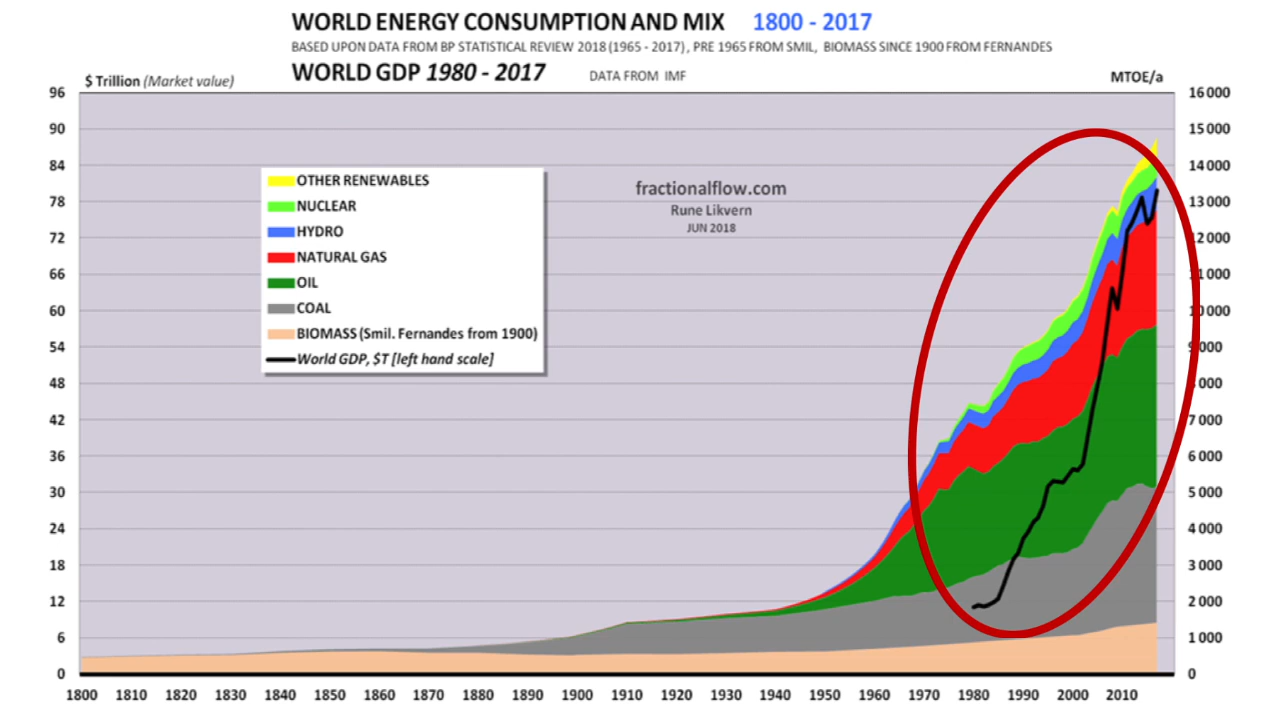 WORLD ENERGY CONSUMPTION AND MIX 1800 - 2017
BASED UPON DATA FROM BP STATISTICAL REVIEW 2018 (1965 - 2017) , PRE 1965 FROM SMIL, BIOMASS SINCE 1900 FROM FERNANDES
WORLD GDP 1980 - 2017 DATA FROM IMF
$ Trillion (Market value) MTOE/a
96 16 000
90 15 000
84 14 000
78 13 000
72 12 000
66 11 000
60 10 000
54 9 000
48 8 000
42 7 000
36 6 000
30 5 000
24 4 000
18 3 000
12 2 000
6 1 000
0 0
OTHER RENEWABLES
NUCLEAR
HYDRO
NATURAL GAS
OIL
COAL
BIOMASS (Smil. Fernandes from 1900)
World GDP, $T [left hand scale]
fractionalflow.com
Rune Likvern
JUN 2018
1800 1810 1820 1830 1840 1850 1860 1870 1880 1890 1900 1910 1920 1930 1940 1950 1960 1970 1980 1990 2000 2010